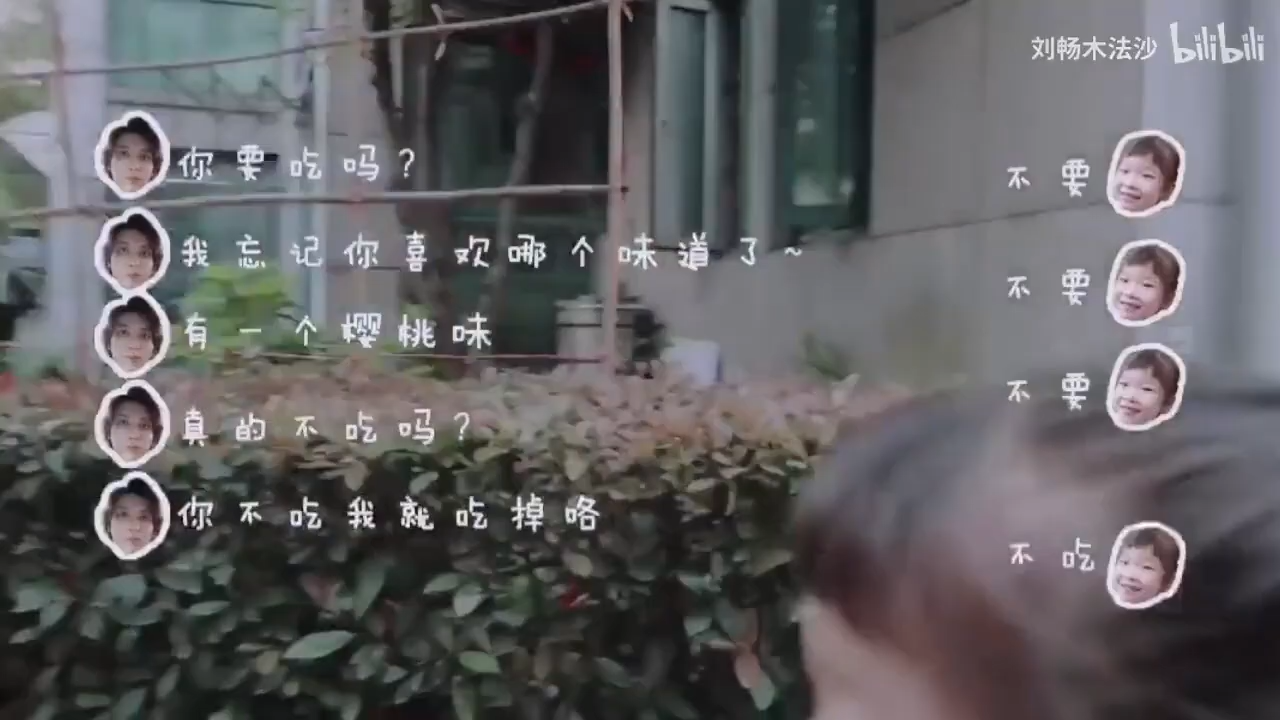 刘畅木法沙 bilibili
你要吃吗?
不要
我忘记你喜欢哪个味道了~
不要
有一个樱桃味
不要
真的不吃吗?
你不吃我就吃掉咯
不吃